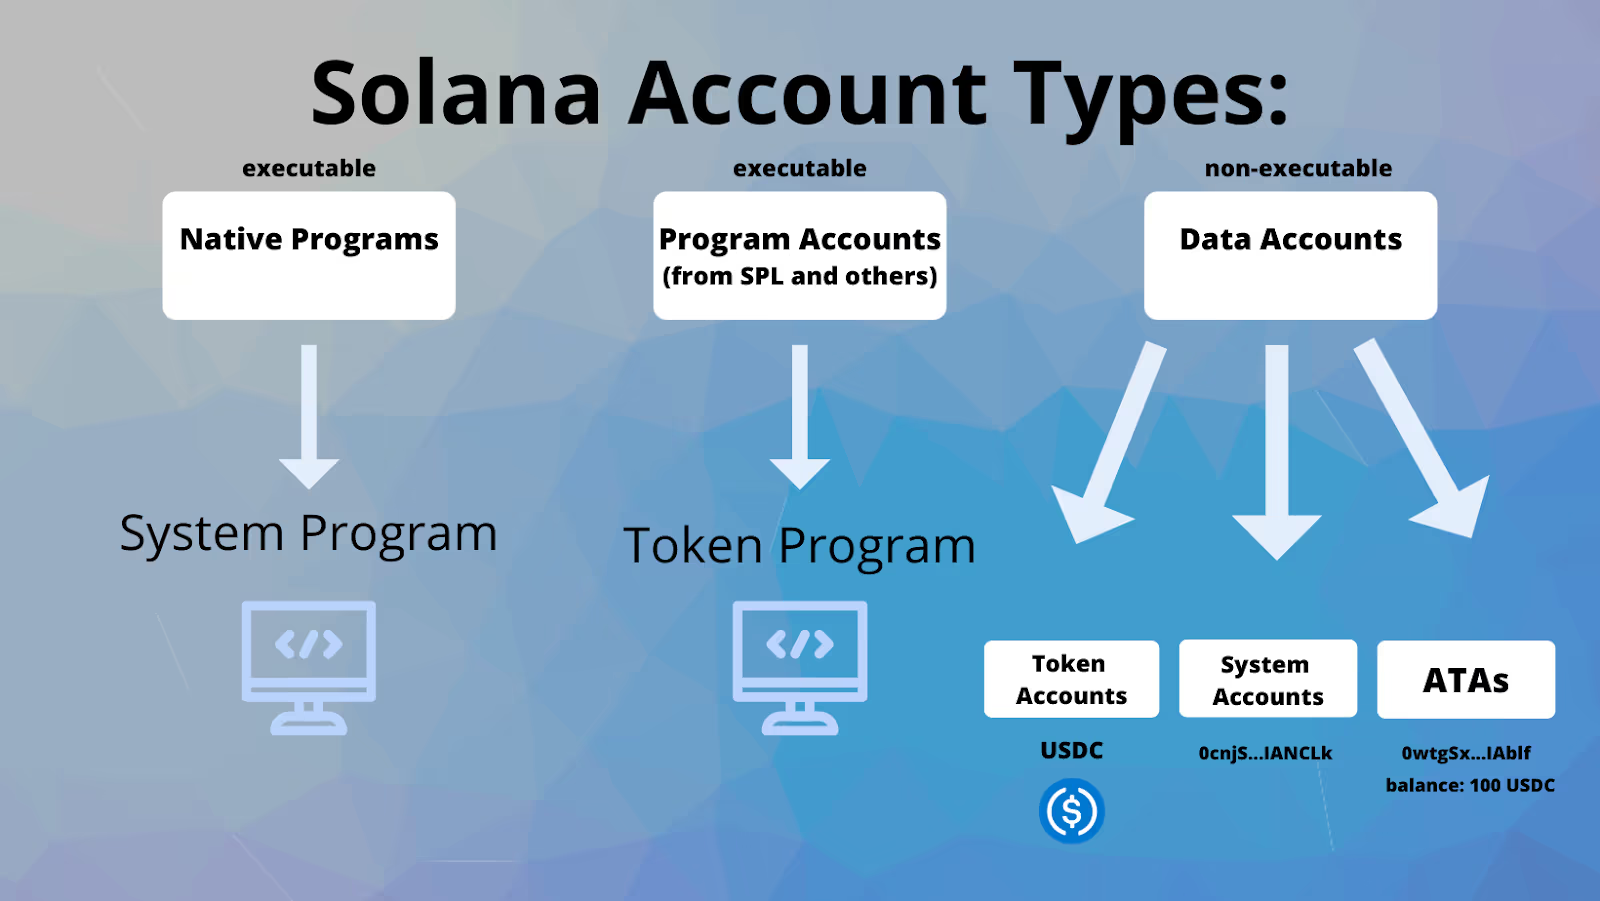 Solana Account Types:
executable
Native Programs
System Program
</>
executable
Program Accounts
(from SPL and others)
Token Program
</>
non-executable
Data Accounts
Token
Accounts
USDC
$
System
Accounts
0cnjS...IANCLk
ATAs
0wtgSx...IAblf
balance: 100 USDC